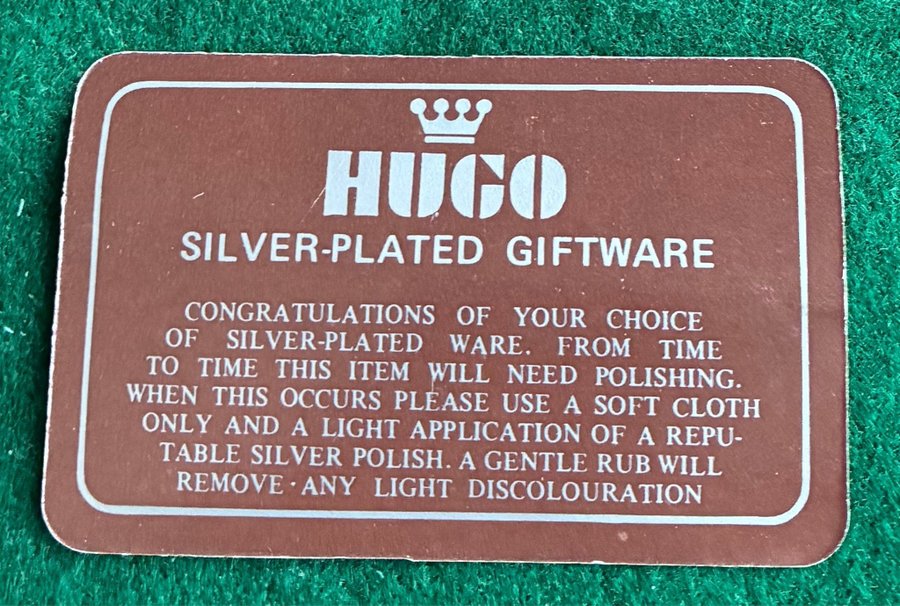 HUGO
SILVER-PLATED GIFTWARE
CONGRATULATIONS OF YOUR CHOICE
OF SILVER-PLATED WARE. FROM TIME
TO TIME THIS ITEM WILL NEED POLISHING.
WHEN THIS OCCURS PLEASE USE A SOFT CLOTH
ONLY AND A LIGHT APPLICATION OF A REPU-
TABLE SILVER POLISH. A GENTLE RUB WILL
REMOVE · ANY LIGHT DISCOLOURATION